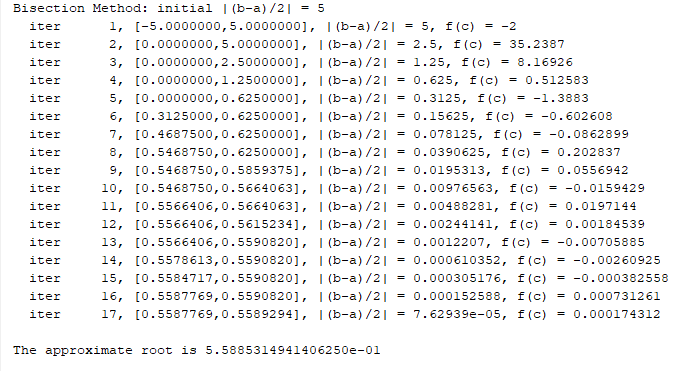 Bisection Method: initial |(b-a)/2| = 5
iter 1, [-5.0000000,5.0000000], |(b-a)/2| = 5, f(c) = -2
iter 2, [0.0000000,5.0000000], |(b-a)/2| = 2.5, f(c) = 35.2387
iter 3, [0.0000000,2.5000000], |(b-a)/2| = 1.25, f(c) = 8.16926
iter 4, [0.0000000,1.2500000], |(b-a)/2| = 0.625, f(c) = 0.512583
iter 5, [0.0000000,0.6250000], |(b-a)/2| = 0.3125, f(c) = -1.3883
iter 6, [0.3125000,0.6250000], |(b-a)/2| = 0.15625, f(c) = -0.602608
iter 7, [0.4687500,0.6250000], |(b-a)/2| = 0.078125, f(c) = -0.0862899
iter 8, [0.5468750,0.6250000], |(b-a)/2| = 0.0390625, f(c) = 0.202837
iter 9, [0.5468750,0.5859375], |(b-a)/2| = 0.0195313, f(c) = 0.0556942
iter 10, [0.5468750,0.5664063], |(b-a)/2| = 0.00976563, f(c) = -0.0159429
iter 11, [0.5566406,0.5664063], |(b-a)/2| = 0.00488281, f(c) = 0.0197144
iter 12, [0.5566406,0.5615234], |(b-a)/2| = 0.00244141, f(c) = 0.00184539
iter 13, [0.5566406,0.5590820], |(b-a)/2| = 0.0012207, f(c) = -0.00705885
iter 14, [0.5578613,0.5590820], |(b-a)/2| = 0.000610352, f(c) = -0.00260925
iter 15, [0.5584717,0.5590820], |(b-a)/2| = 0.000305176, f(c) = -0.000382558
iter 16, [0.5587769,0.5590820], |(b-a)/2| = 0.000152588, f(c) = 0.000731261
iter 17, [0.5587769,0.5589294], |(b-a)/2| = 7.62939e-05, f(c) = 0.000174312
The approximate root is 5.5885314941406250e-01